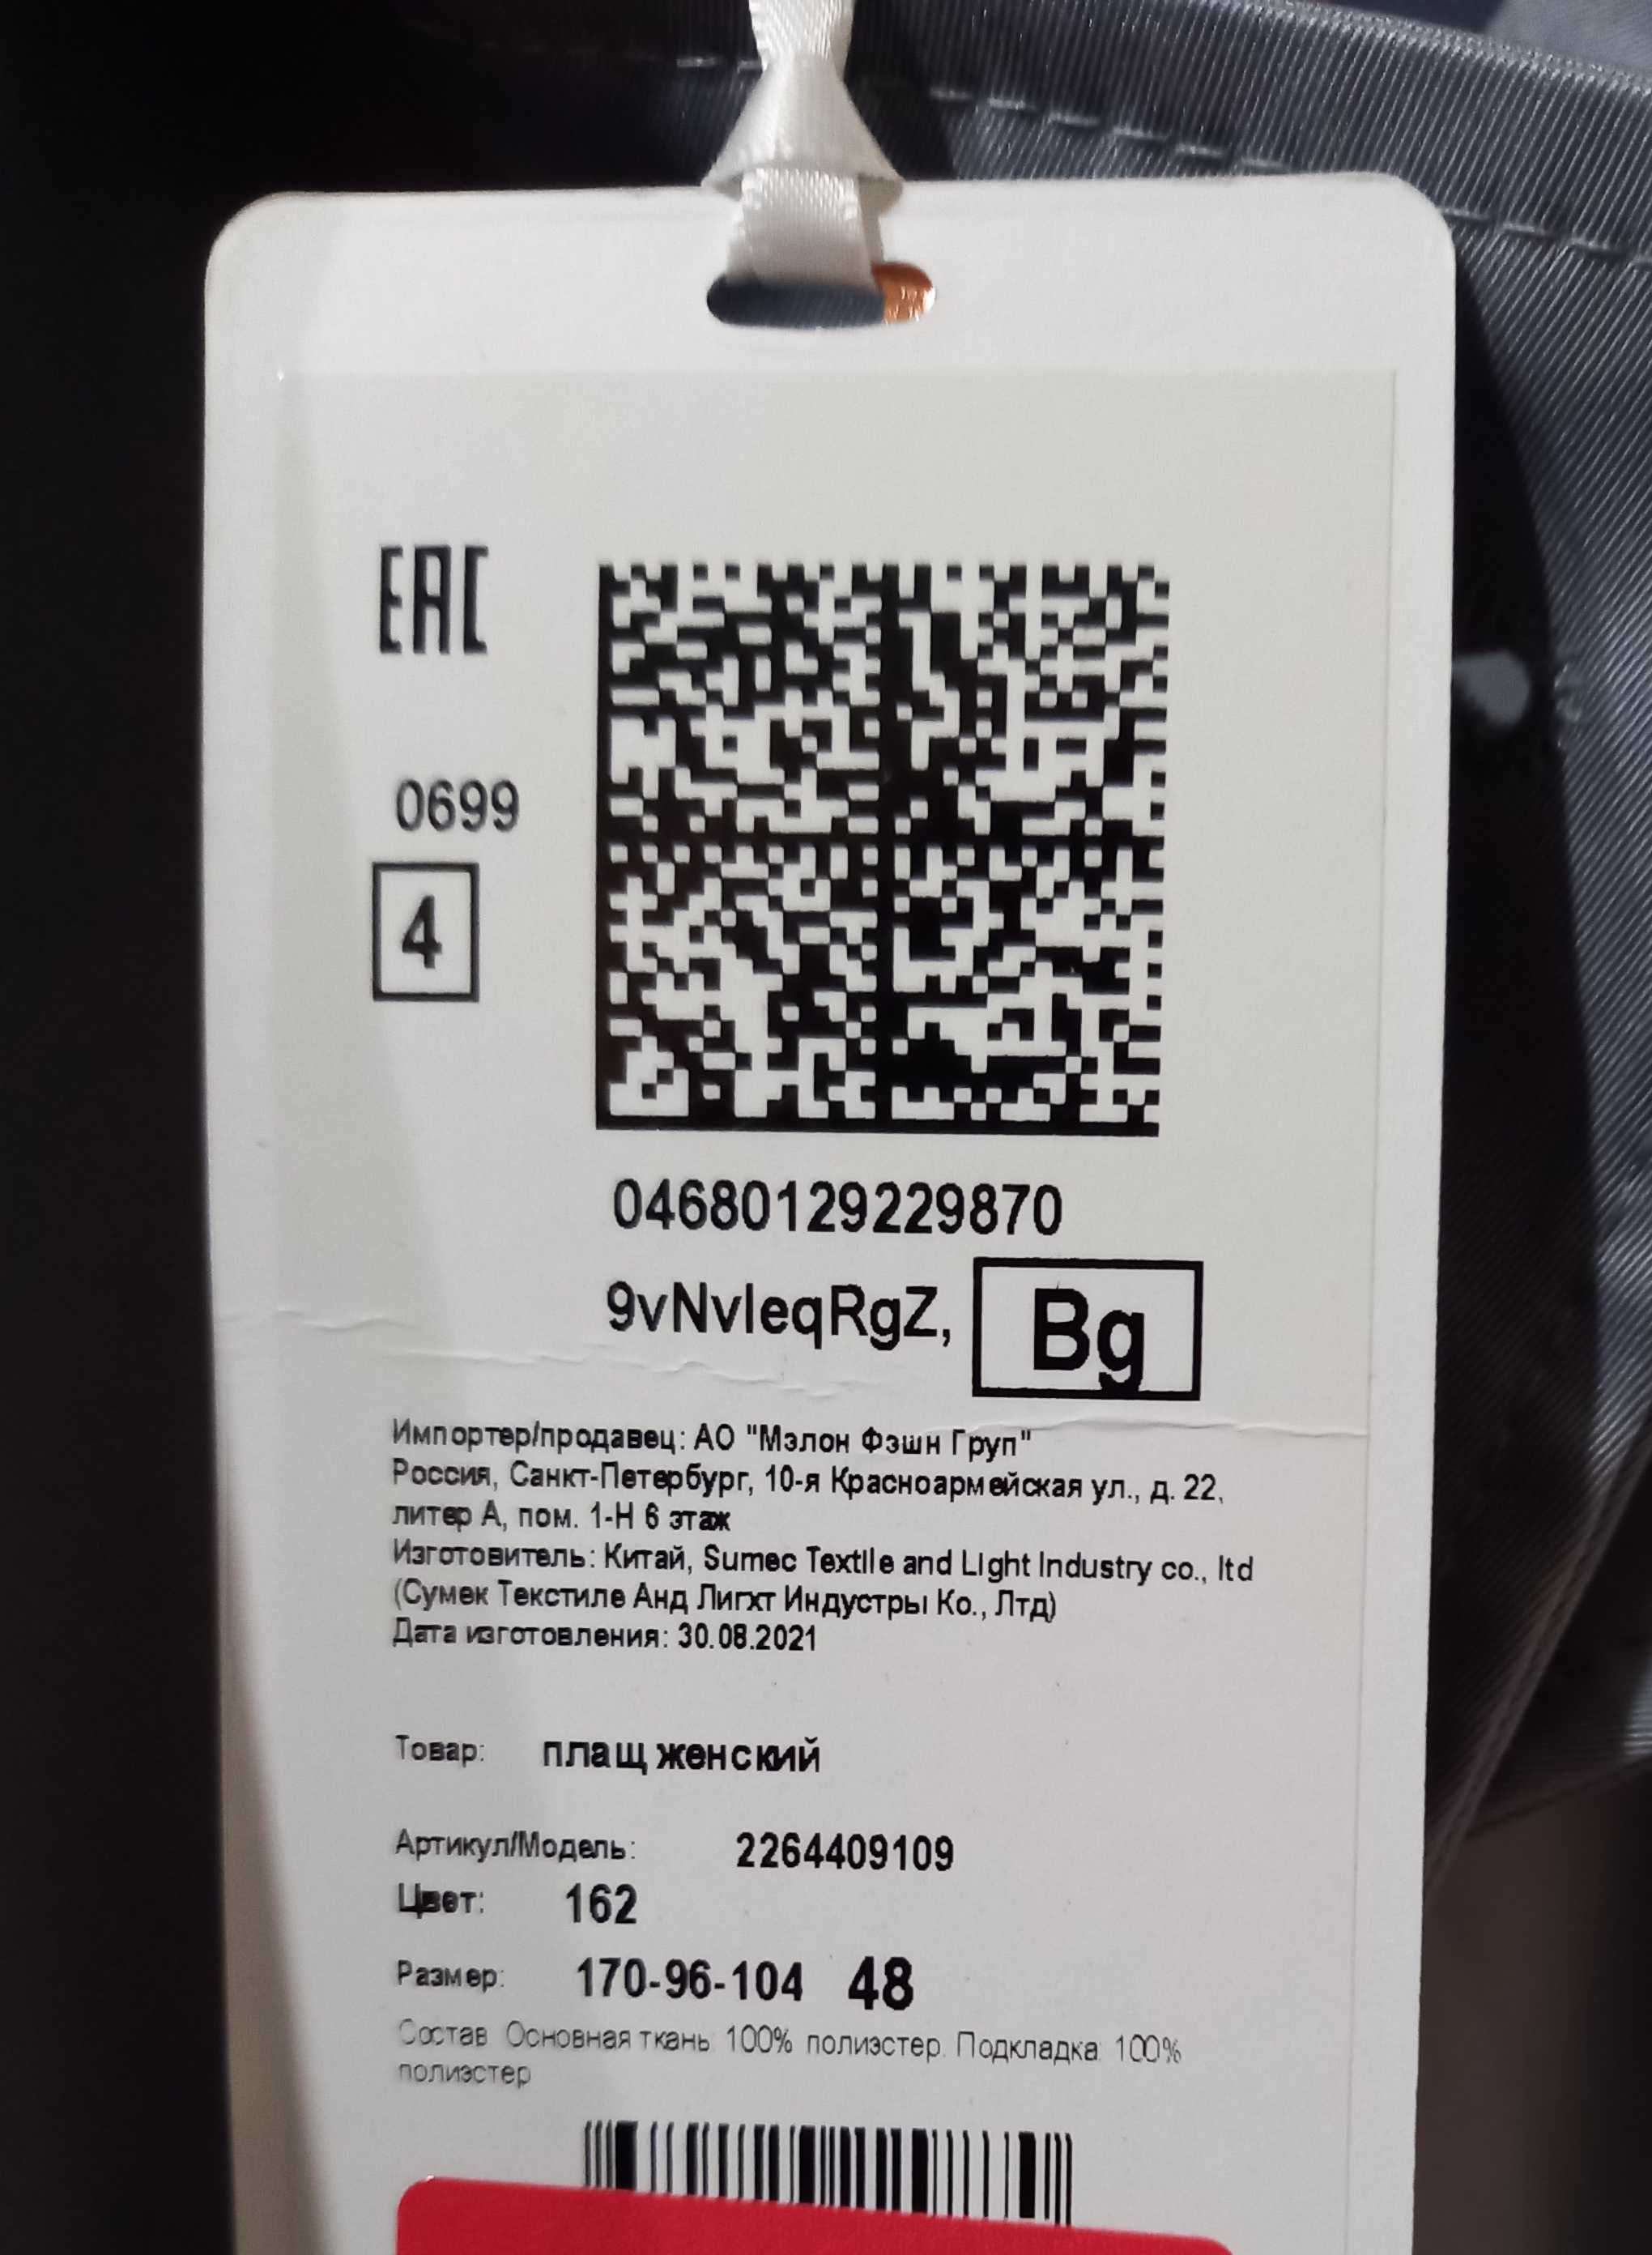 EAC
0699
4
04680129229870
9vNvIeqRgZ, Bg
Импортер/продавец: АО "Мэлон Фэшн Груп"
Россия, Санкт-Петербург, 10-я Красноармейская ул., д. 22,
литер А, пом. 1-Н 6 этаж
Изготовитель: Китай, Sumec Textile and Light Industry co., ltd
(Сумек Текстиле Анд Лигхт Индустры Ко., Лтд)
Дата изготовления: 30.08.2021
Товар: плащ женский
Артикул/Модель: 2264409109
Цвет: 162
Размер: 170-96-104 48
Состав: Основная ткань: 100% полиэстер. Подкладка: 100%
полиэстер